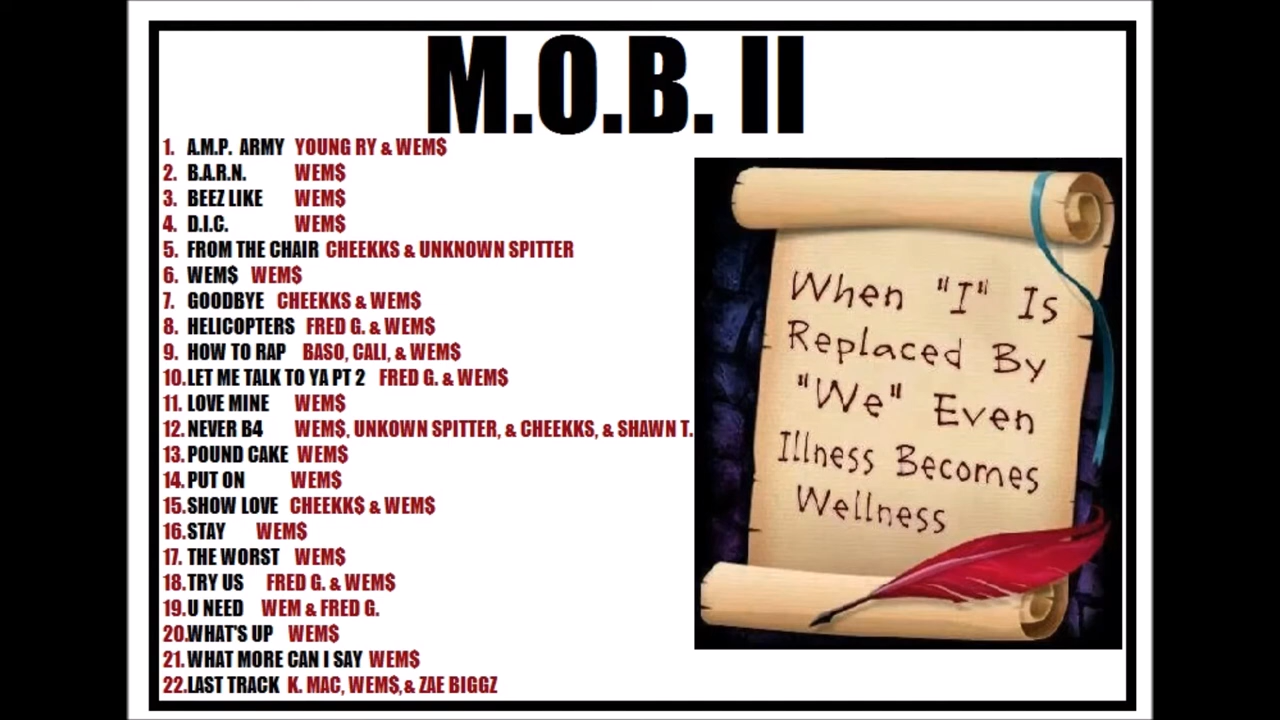 M.O.B. II
1. A.M.P. ARMY YOUNG RY & WEM$
2. B.A.R.N. WEM$
3. BEEZ LIKE WEM$
4. D.I.C. WEM$
5. FROM THE CHAIR CHEEKKS & UNKNOWN SPITTER
6. WEM$ WEM$
7. GOODBYE CHEEKKS & WEM$
8. HELICOPTERS FRED G. & WEM$
9. HOW TO RAP BASO, CALI, & WEM$
10. LET ME TALK TO YA PT 2 FRED G. & WEM$
11. LOVE MINE WEM$
12. NEVER B4 WEM$, UNKOWN SPITTER, & CHEEKKS, & SHAWN T.
13. POUND CAKE WEM$
14. PUT ON WEM$
15. SHOW LOVE CHEEKK$ & WEM$
16. STAY WEM$
17. THE WORST WEM$
18. TRY US FRED G. & WEM$
19. U NEED WEM & FRED G.
20. WHAT'S UP WEM$
21. WHAT MORE CAN I SAY WEM$
22. LAST TRACK K. MAC, WEM$,& ZAE BIGGZ
When "I" Is
Replaced By
"We" Even
Illness Becomes
Wellness